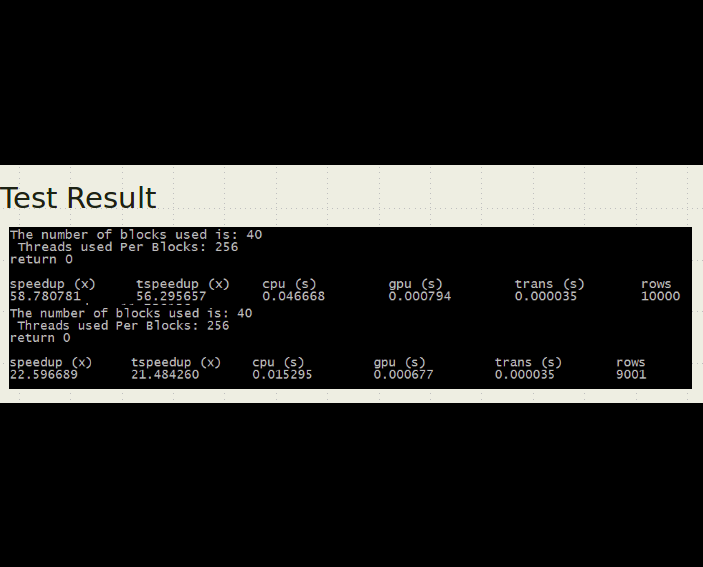 Test Result
The number of blocks used is: 40
Threads used Per Blocks: 256
return 0
speedup (x) tspeedup (x) cpu (s) gpu (s) trans (s) rows
58.780781 56.295657 0.046668 0.000794 0.000035 10000
The number of blocks used is: 40
Threads used Per Blocks: 256
return 0
speedup (x) tspeedup (x) cpu (s) gpu (s) trans (s) rows
22.596689 21.484260 0.015295 0.000677 0.000035 9001